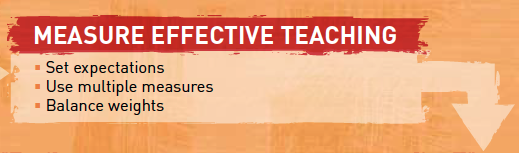 MEASURE EFFECTIVE TEACHING
▪ Set expectations
▪ Use multiple measures
▪ Balance weights